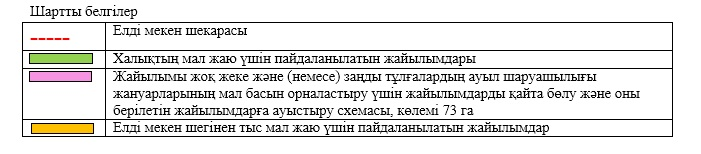 Шартты белгілер
Елді мекен шекарасы
Халықтың мал жаю үшін пайдаланылатын жайылымдары
Жайылымы жоқ жеке және (немесе) заңды тұлғалардың ауыл шаруашылығы
жануарларының мал басын орналастыру үшін жайылымдарды қайта бөлу және оны
берілетін жайылымдарға ауыстыру схемасы, көлемі 73 га
Елді мекен шегінен тыс мал жаю үшін пайдаланылатын жайылымдар